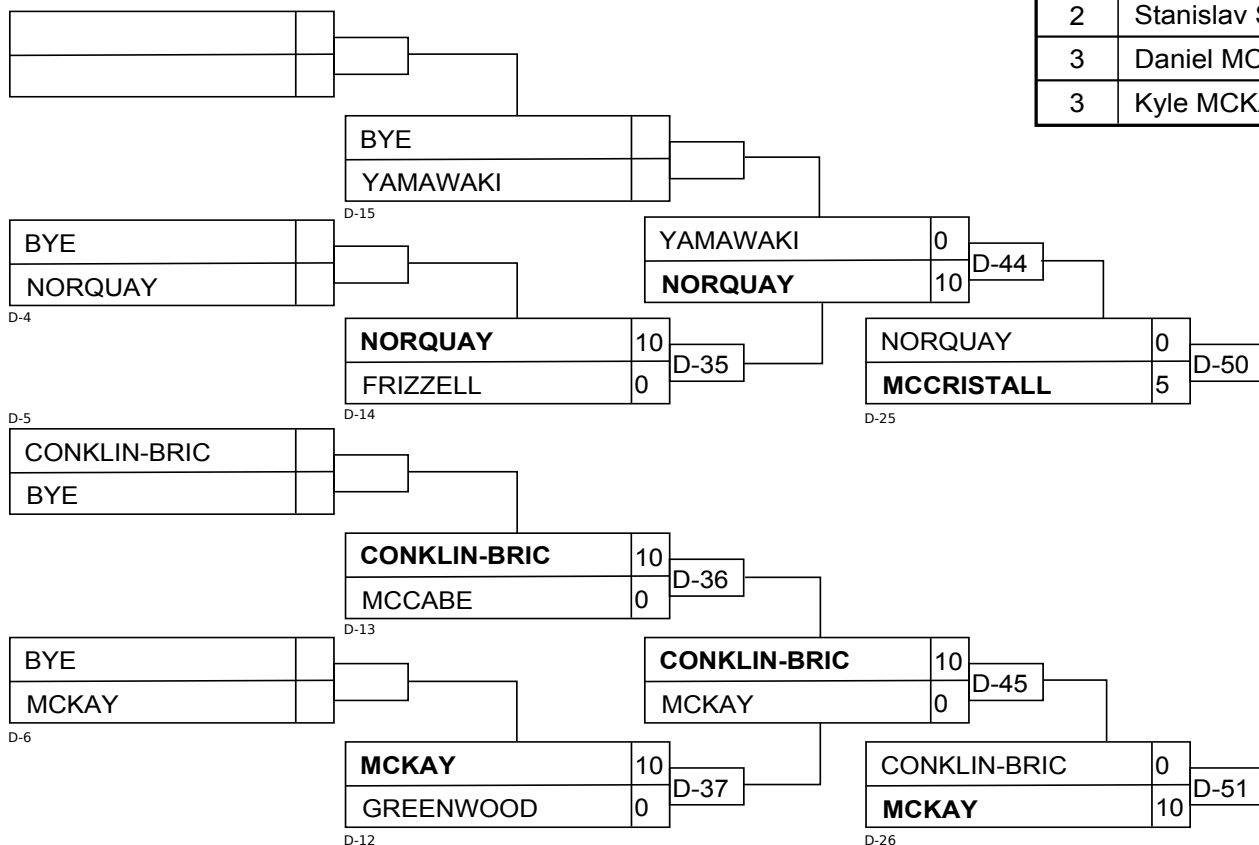 2 Stanislav
3 Daniel
3 Kyle
BYE
YAMAWAKI
D-15
BYE
NORQUAY
D-4
YAMAWAKI 0
NORQUAY 10
D-44
NORQUAY 10
FRIZZELL 0
D-35
D-14
NORQUAY 0
MCCRISTALL 5
D-50
D-25
D-5
CONKLIN-BRIC
BYE
CONKLIN-BRIC 10
MCCABE 0
D-36
D-13
BYE
MCKAY
D-6
CONKLIN-BRIC 10
MCKAY 0
D-45
MCKAY 10
GREENWOOD 0
D-37
D-12
CONKLIN-BRIC 0
MCKAY 10
D-51
D-26